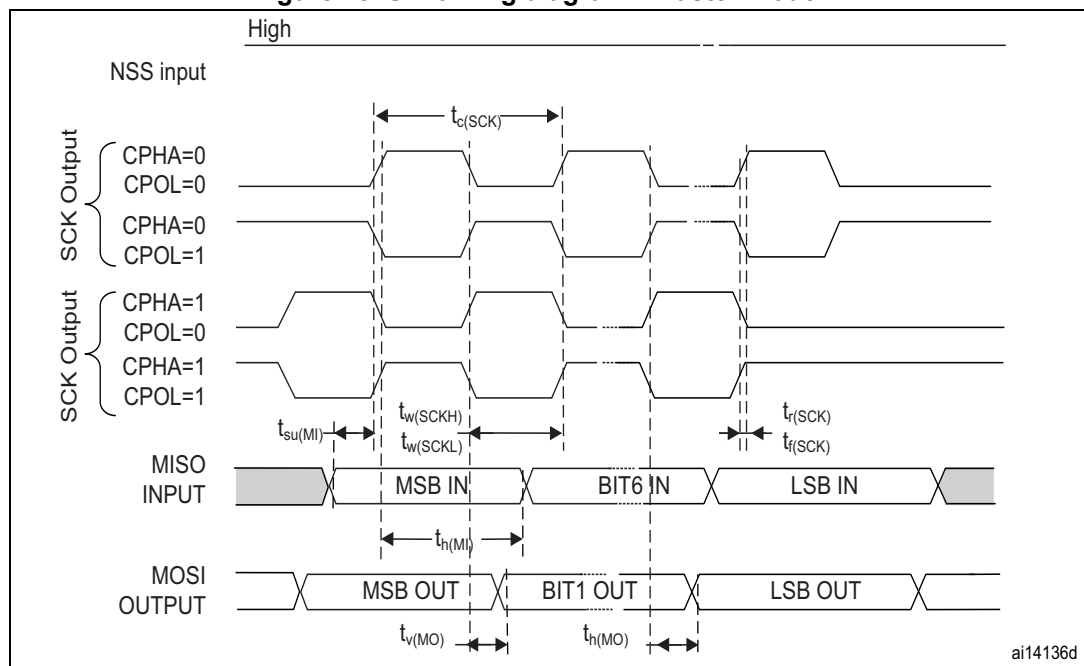 High
NSS input
tc(SCK)
SCK Output
CPHA=0
CPOL=0
CPHA=0
CPOL=1
SCK Output
CPHA=1
CPOL=0
CPHA=1
CPOL=1
tw(SCKH)
tw(SCKL)
tr(SCK)
tf(SCK)
tsu(MI)
MISO
INPUT
MSB IN
BIT6 IN
LSB IN
th(MI)
MOSI
OUTPUT
MSB OUT
BIT1 OUT
LSB OUT
tv(MO)
th(MO)
ai14136d